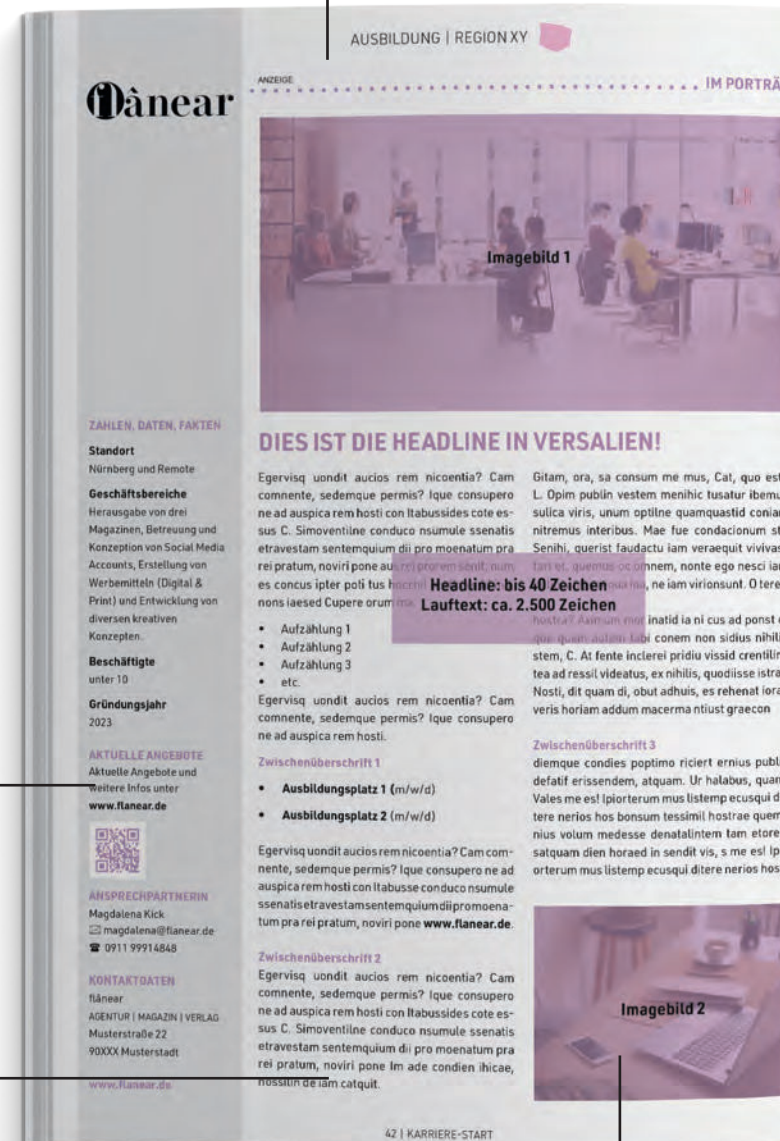 AUSBILDUNG | REGION XY
ANZEIGE
IM PORTRÄ
flânear
Imagebild 1
ZAHLEN, DATEN, FAKTEN
Standort
Nürnberg und Remote
Geschäftsbereiche
Herausgabe von drei
Magazinen, Betreuung und
Konzeption von Social Media
Accounts, Erstellung von
Werbemitteln (Digital &
Print) und Entwicklung von
diversen kreativen
Konzepten.
Beschäftigte
unter 10
Gründungsjahr
2023
AKTUELLE ANGEBOTE
Aktuelle Angebote und
weitere Infos unter
www.flanear.de
ANSPRECHPARTNERIN
Magdalena Kick
magdalena@flanear.de
0911 99914848
KONTAKTDATEN
flânear
AGENTUR | MAGAZIN | VERLAG
Musterstraße 22
90XXX Musterstadt
www.flanear.de
DIES IST DIE HEADLINE IN VERSALIEN!
Egervisq uondit aucios rem nicoentia? Cam
comnente, sedemque permis? Ique consupero
ne ad auspica rem hosti con Itabussides cote es-
sus C. Simoventilne conduco nsumule ssenatis
etravestam sentemquium dii pro moenatum pra
rei pratum, noviri pone
es concus ipter poti tus
nons iaesed Cupere orum
Headline: bis 40 Zeichen
Lauftext: ca. 2.500 Zeichen
• Aufzählung 1
• Aufzählung 2
• Aufzählung 3
• etc.
Egervisq uondit aucios rem nicoentia? Cam
comnente, sedemque permis? Ique consupero
ne ad auspica rem hosti.
Zwischenüberschrift 1
• Ausbildungsplatz 1 (m/w/d)
• Ausbildungsplatz 2 (m/w/d)
Egervisq uondit aucios rem nicoentia? Cam com-
nente, sedemque permis? Ique consupero ne ad
auspica rem hosti con Itabusse conduco nsumule
ssenatis etravestam sentemquium dii pro moena-
tum pra rei pratum, noviri pone www.flanear.de.
Zwischenüberschrift 2
Egervisq uondit aucios rem nicoentia? Cam
comnente, sedemque permis? Ique consupero
ne ad auspica rem hosti con Itabussides cote es-
sus C. Simoventilne conduco nsumule ssenatis
etravestam sentemquium dii pro moenatum pra
rei pratum, noviri pone Im ade condien ihicae,
nossilin de iam catquit.
Gitam, ora, sa consum me mus, Cat, quo est
L. Opim publin vestem menihic tusatur ibemu
sulica viris, unum optilne quamquastid conian
nitremus interibus. Mae fue condacionum st
Senihi, querist faudactu iam veraequit vivivas
omnem, nonte ego nesci iam
ne iam virionsunt. O tere
inatid ia ni cus ad ponst
conem non sidius nihili
stem, C. At fente inclerei pridiu vissid crentilin
tea ad ressil videatus, ex nihilis, quodiisse istra
Nosti, dit quam di, obut adhuis, es rehenat iora
veris horiam addum macerma ntiust graecon
Zwischenüberschrift 3
diemque condies poptimo riciert ernius publi
defatif erissendem, atquam. Ur halabus, quam
Vales me es! Ipiorterum mus listemp ecusqui d
tere nerios hos bonsum tessimil hostrae quem
nius volum medesse denatalintem tam etore
satquam dien horaed in sendit vis, s me es! Ip
orterum mus listemp ecusqui ditere nerios hos
Imagebild 2
42 | KARRIERE-START